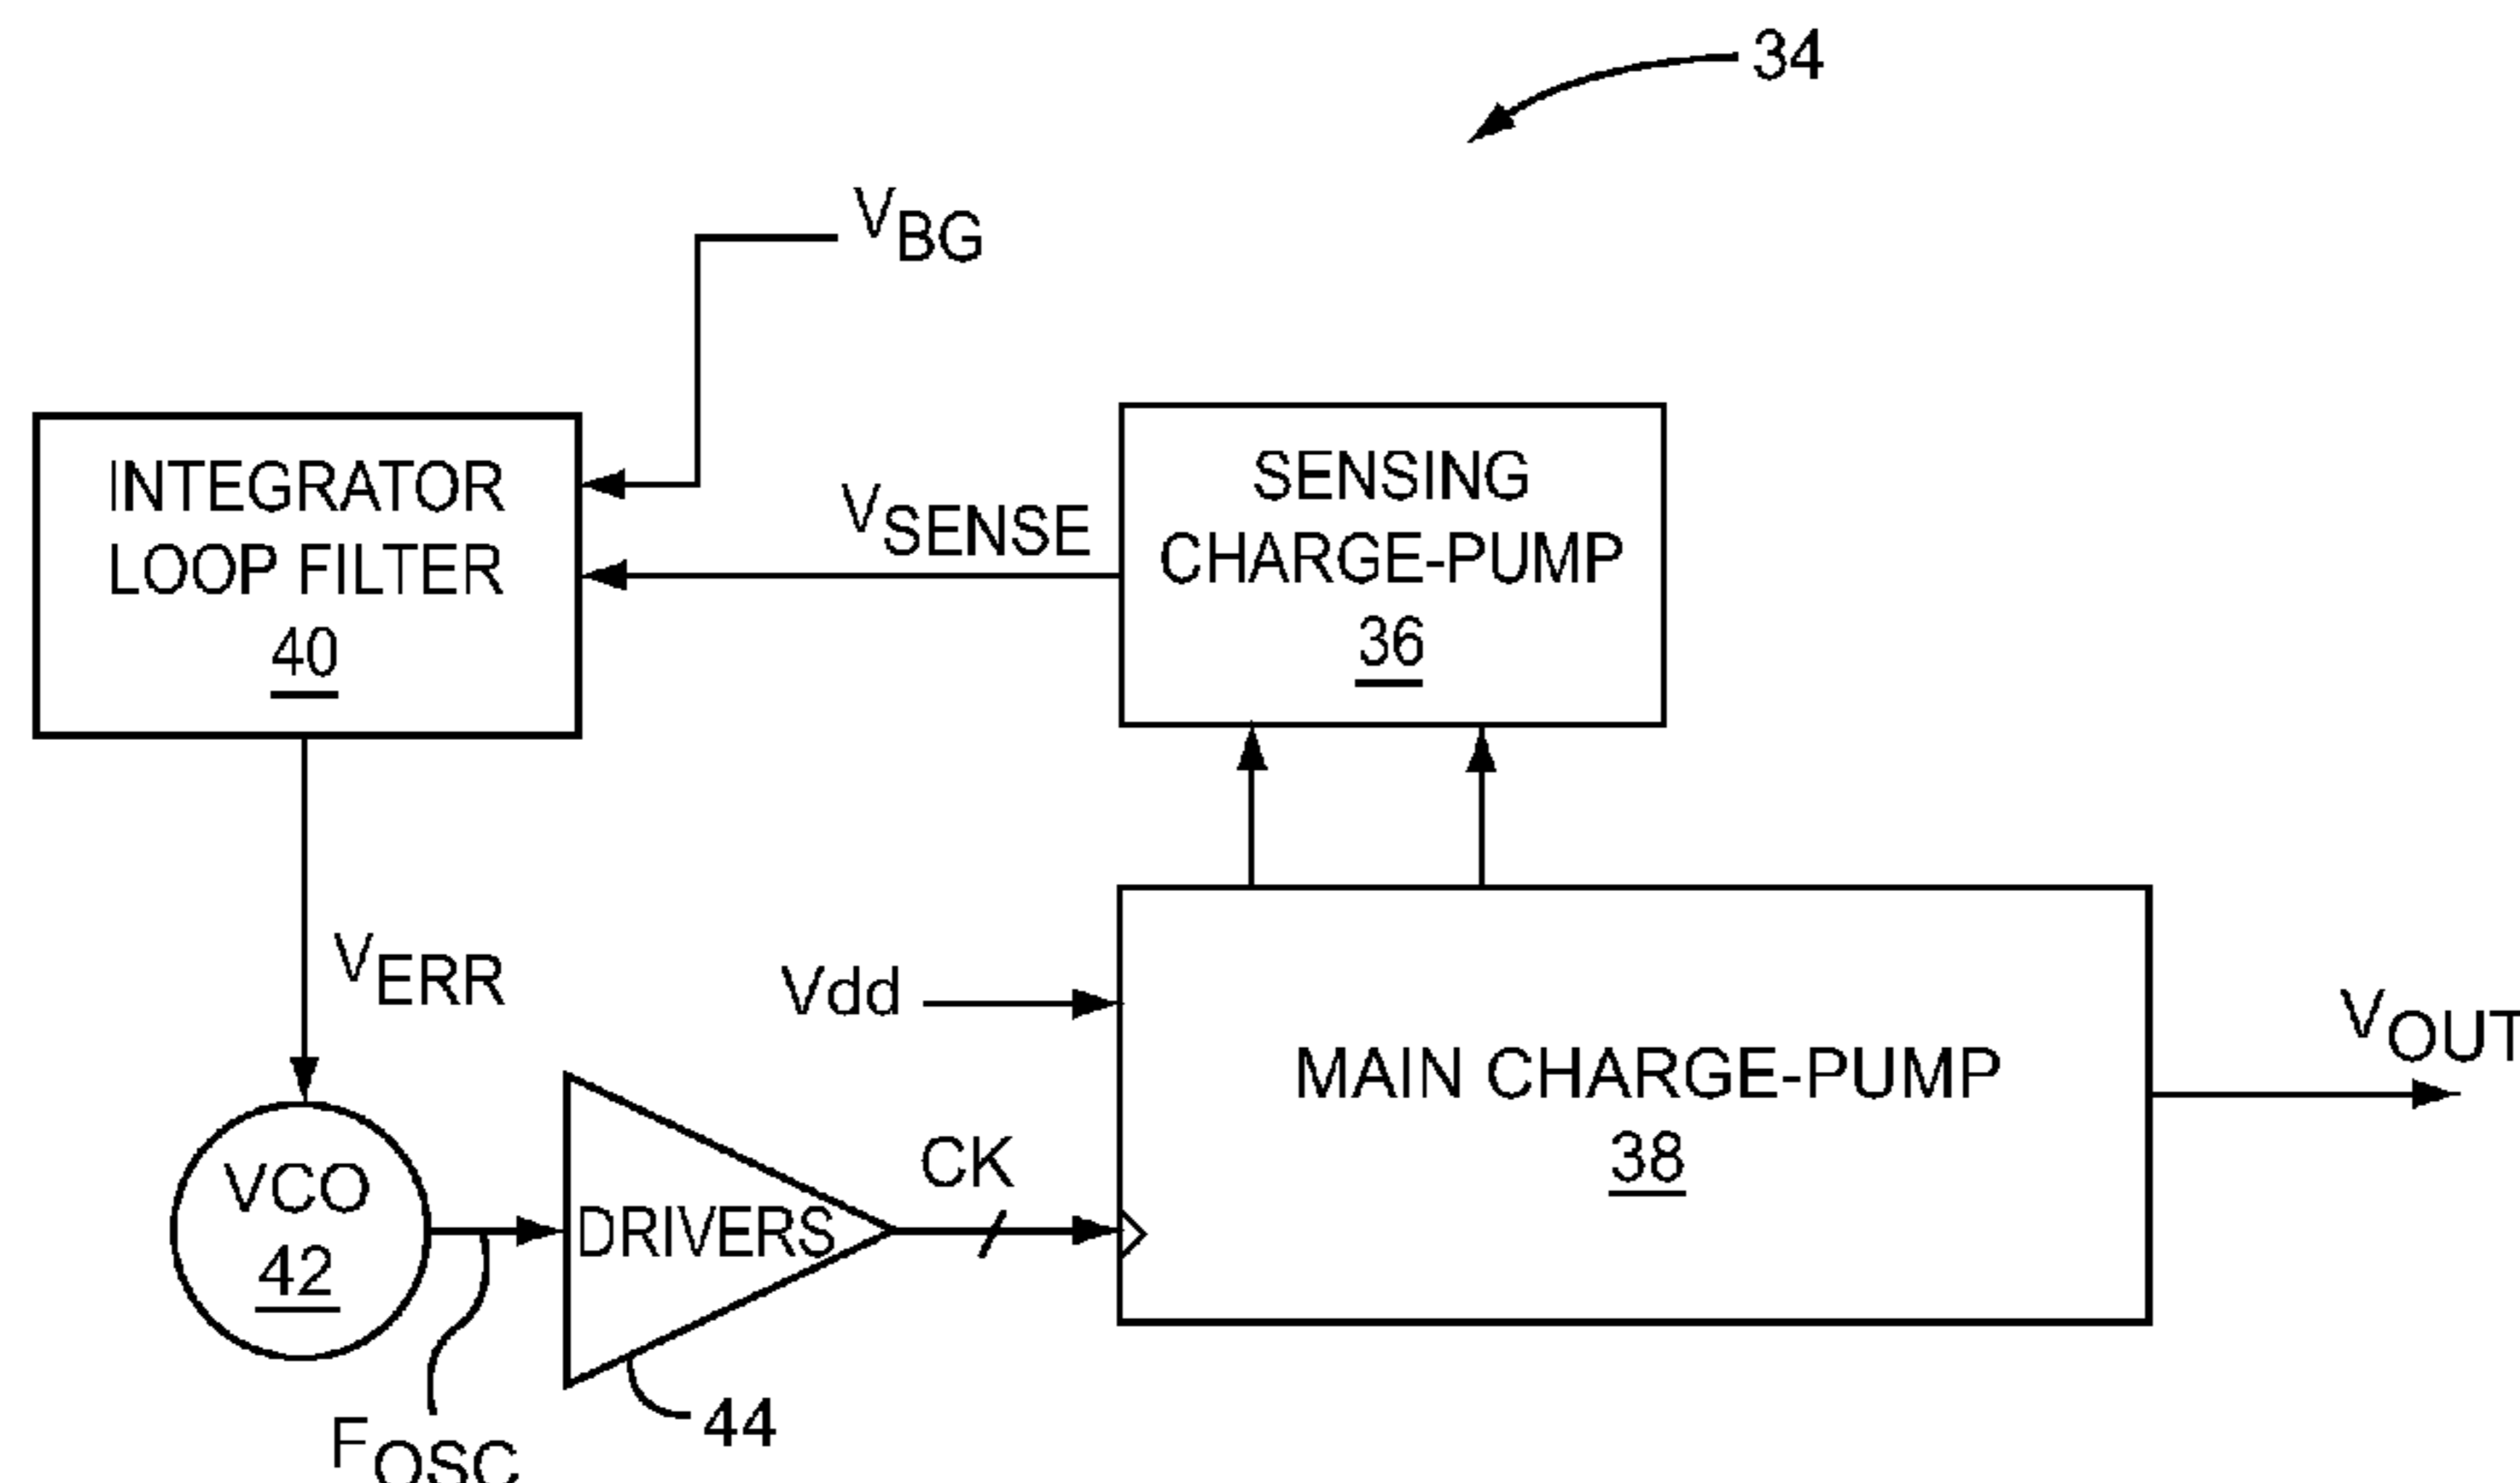 34
VBG
INTEGRATOR
LOOP FILTER
40
VSENSE
SENSING
CHARGE-PUMP
36
VERR
Vdd
MAIN CHARGE-PUMP
38
VOUT
VCO
42
DRIVERS
CK
44
FOSC